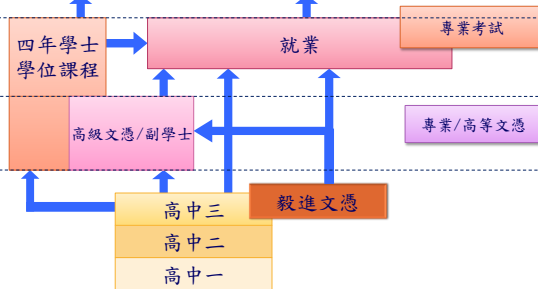 專業考試
四年學士
學位課程
就業
高級文憑/副學士
專業/高等文憑
高中三
毅進文憑
高中二
高中一